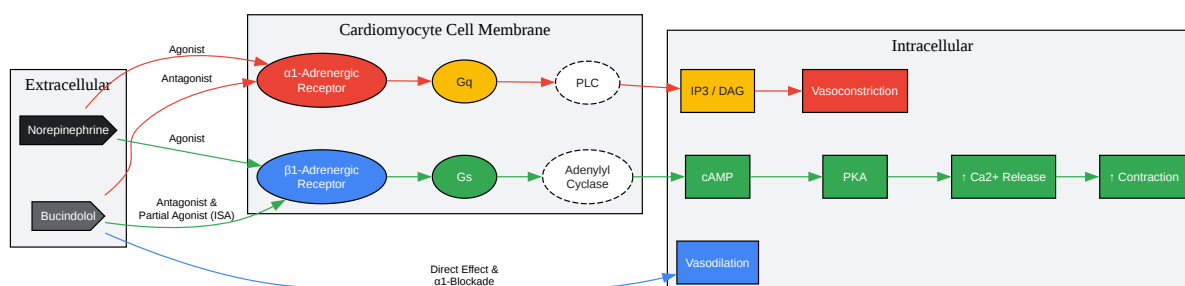 Cardiomyocyte Cell Membrane
Intracellular
Extracellular
Agonist
Antagonist
α1-Adrenergic
Receptor
Gq
PLC
IP3 / DAG
Vasoconstriction
Norepinephrine
Agonist
β1-Adrenergic
Receptor
Gs
Adenylyl
Cyclase
cAMP
PKA
↑ Ca2+ Release
↑ Contraction
Bucindolol
Antagonist &
Partial Agonist (ISA)
Direct Effect &
α1-Blockade
Vasodilation